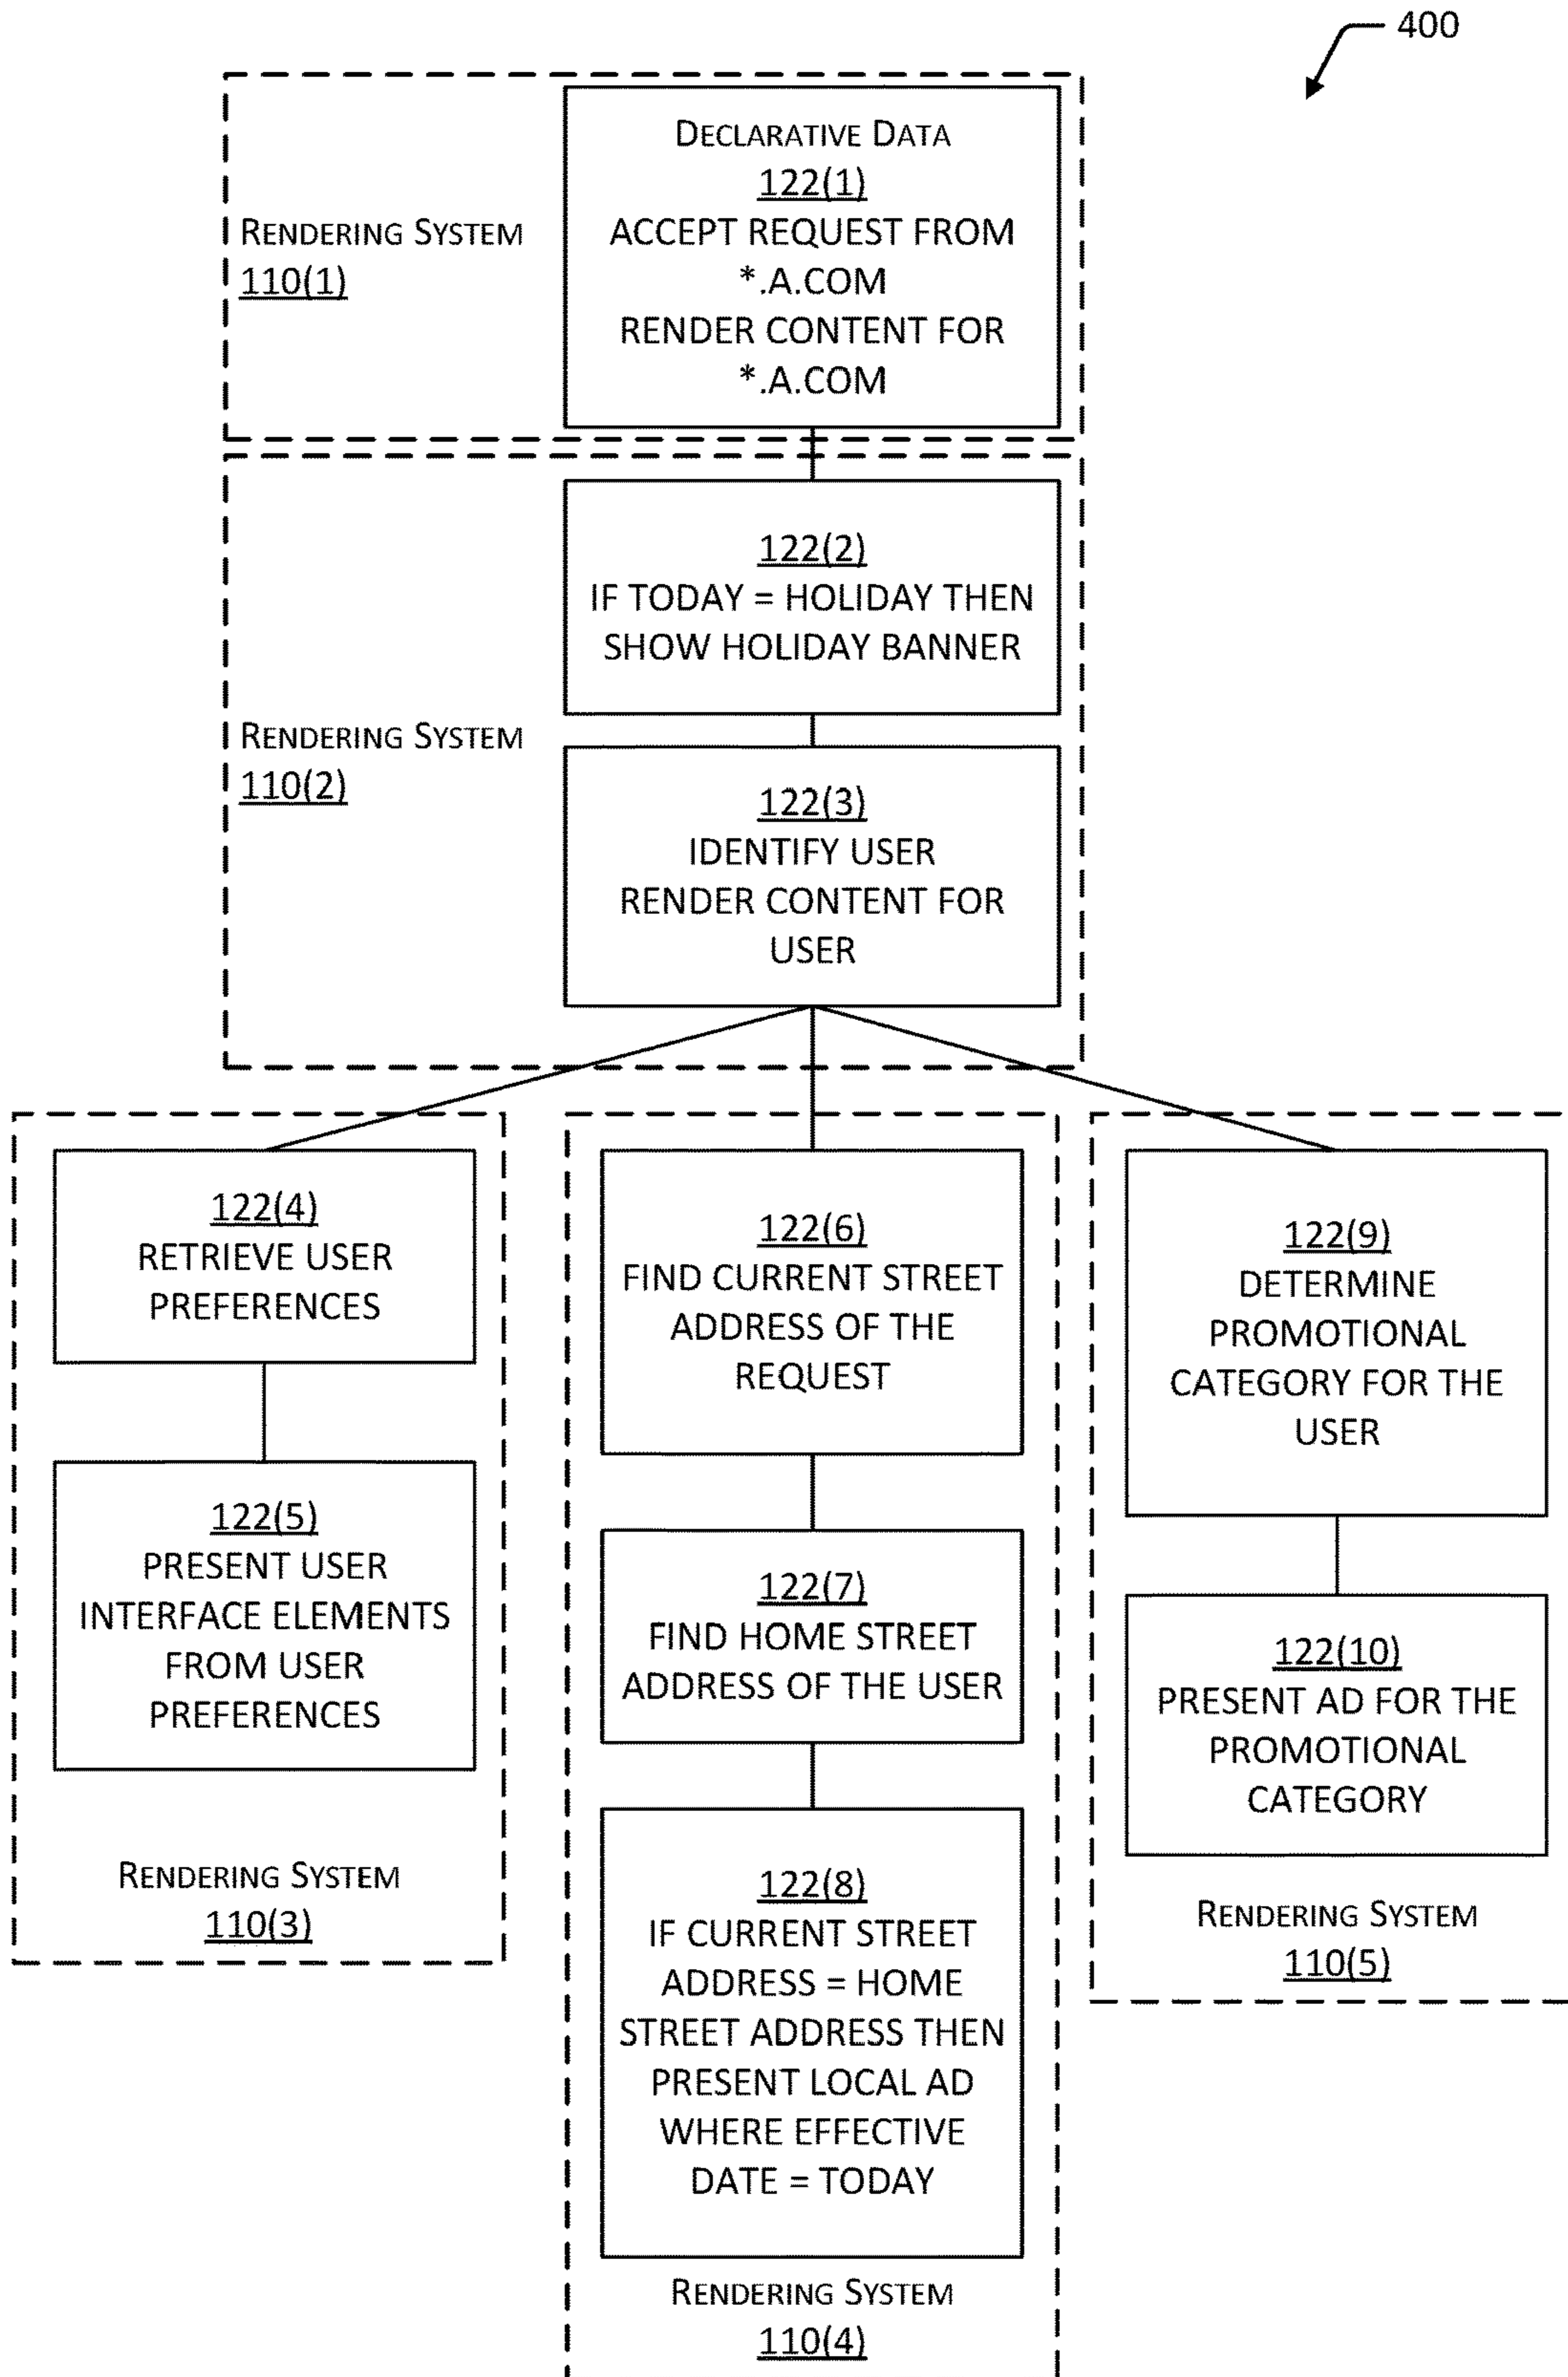 400
DECLARATIVE DATA
122(1)
ACCEPT REQUEST FROM
*.A.COM
RENDER CONTENT FOR
*.A.COM
RENDERING SYSTEM
110(1)
122(2)
IF TODAY = HOLIDAY THEN
SHOW HOLIDAY BANNER
RENDERING SYSTEM
110(2)
122(3)
IDENTIFY USER
RENDER CONTENT FOR
USER
122(4)
RETRIEVE USER
PREFERENCES
122(5)
PRESENT USER
INTERFACE ELEMENTS
FROM USER
PREFERENCES
RENDERING SYSTEM
110(3)
122(6)
FIND CURRENT STREET
ADDRESS OF THE
REQUEST
122(7)
FIND HOME STREET
ADDRESS OF THE USER
122(8)
IF CURRENT STREET
ADDRESS = HOME
STREET ADDRESS THEN
PRESENT LOCAL AD
WHERE EFFECTIVE
DATE = TODAY
RENDERING SYSTEM
110(4)
122(9)
DETERMINE
PROMOTIONAL
CATEGORY FOR THE
USER
122(10)
PRESENT AD FOR THE
PROMOTIONAL
CATEGORY
RENDERING SYSTEM
110(5)